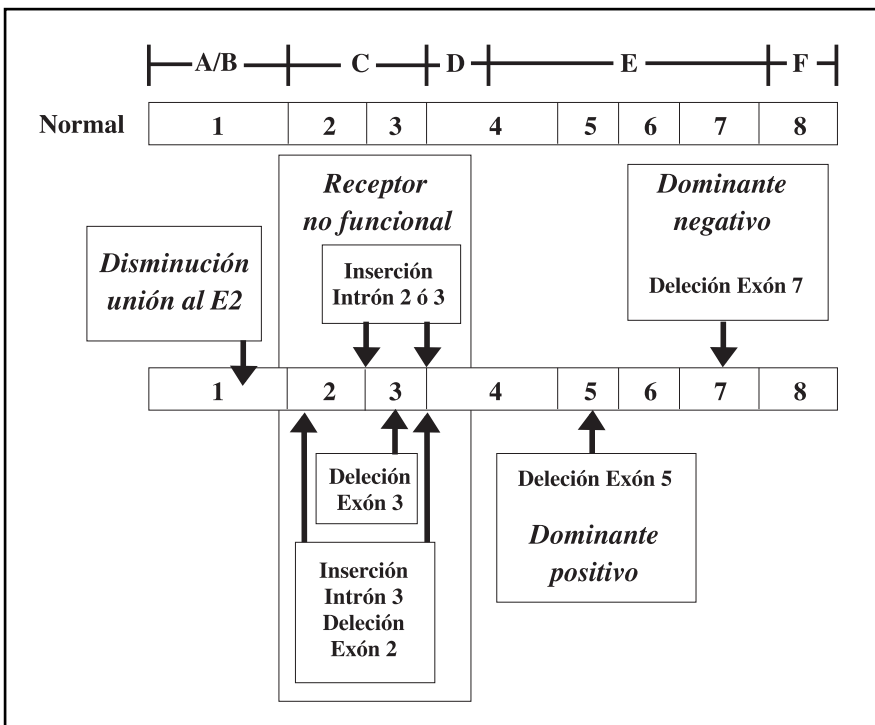 A/B C D E F
Normal 1 2 3 4 5 6 7 8
Receptor
no funcional
Dominante
negativo
Deleción Exón 7
Disminución
unión al E2
Inserción
Intrón 2 ó 3
1 2 3 4 5 6 7 8
Deleción
Exón 3
Deleción Exón 5
Dominante
positivo
Inserción
Intrón 3
Deleción
Exón 2